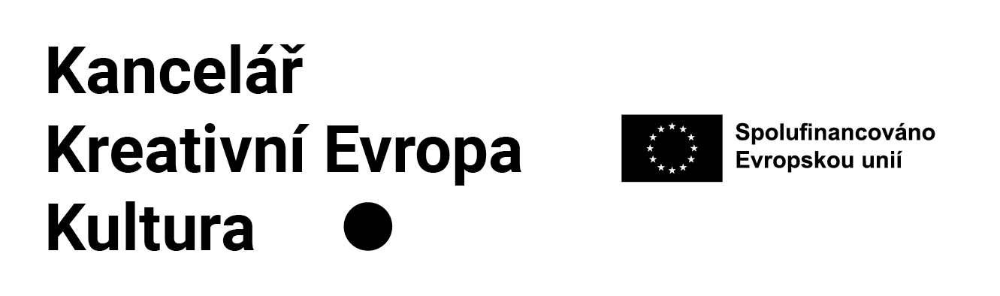 Kancelář
Kreativní Evropa
Kultura
Spolufinancováno
Evropskou unií